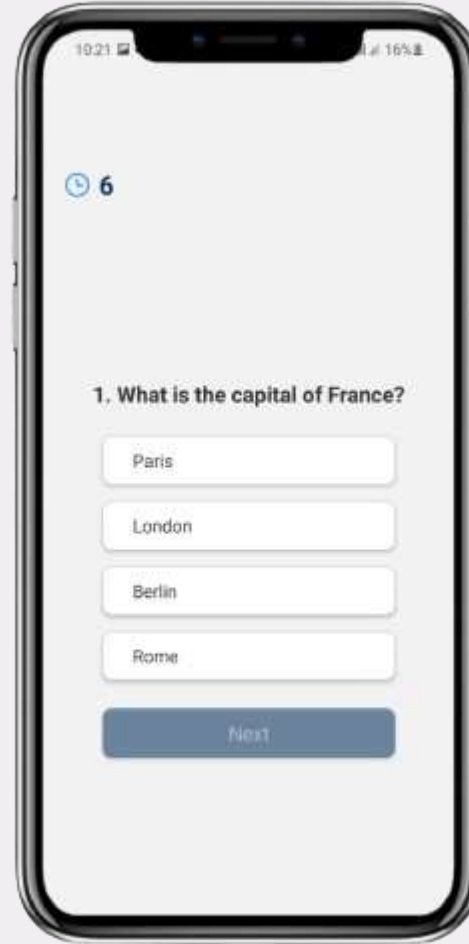 10:21 16%
6
1. What is the capital of France?
Paris
London
Berlin
Rome
Next